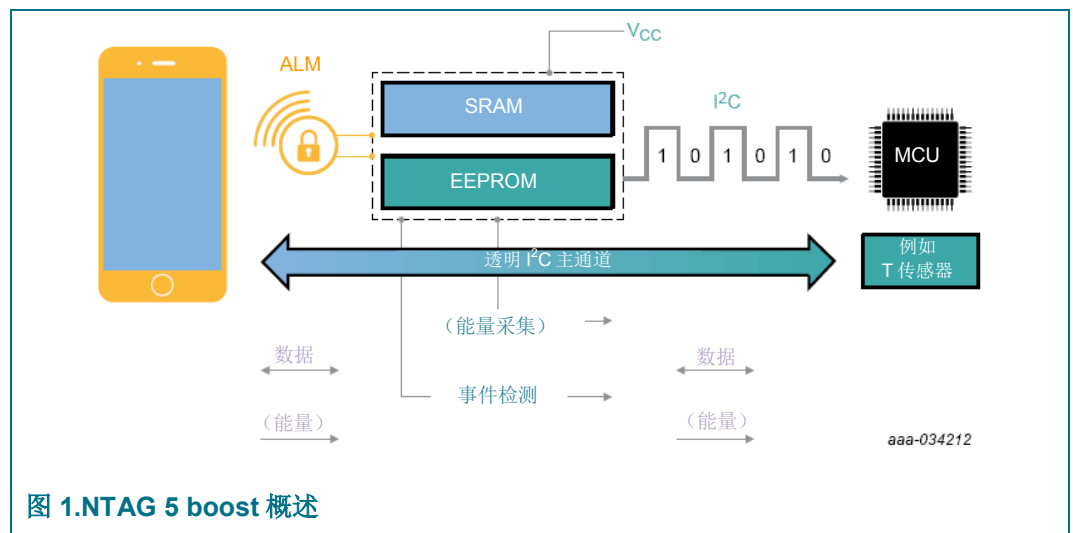 V_CC
ALM
SRAM
I²C
1 0 1 0 1 0
MCU
EEPROM
透明 I²C 主通道
例如
T 传感器
（能量采集）
数据
数据
事件检测
（能量）
（能量）
aaa-034212
图 1.NTAG 5 boost 概述